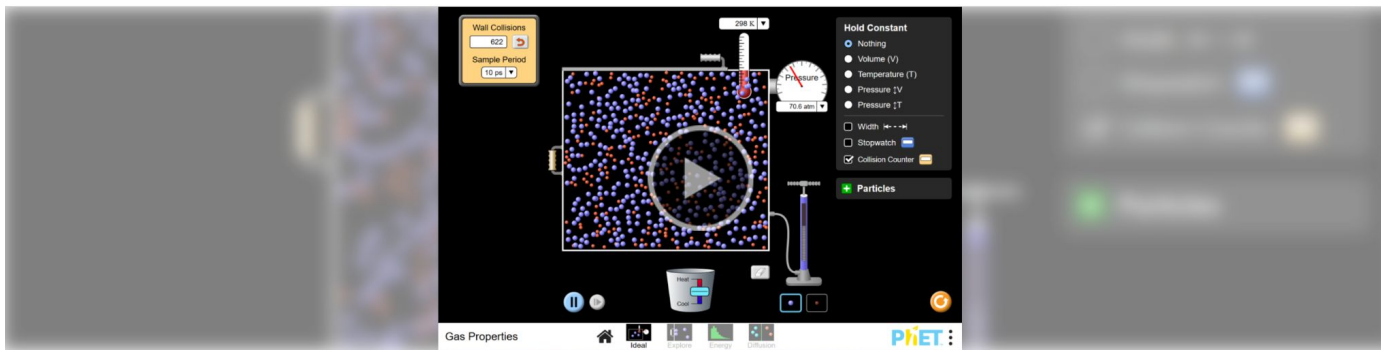 Wall Collisions
622
Sample Period
10 ps
298 K
Pressure
70.6 atm
Hold Constant
Nothing
Volume (V)
Temperature (T)
Pressure ↕V
Pressure ↕T
Width
Stopwatch
Collision Counter
Particles
Heat
Cool
Gas Properties
Ideal
Explore
Energy
Diffusion
PhET